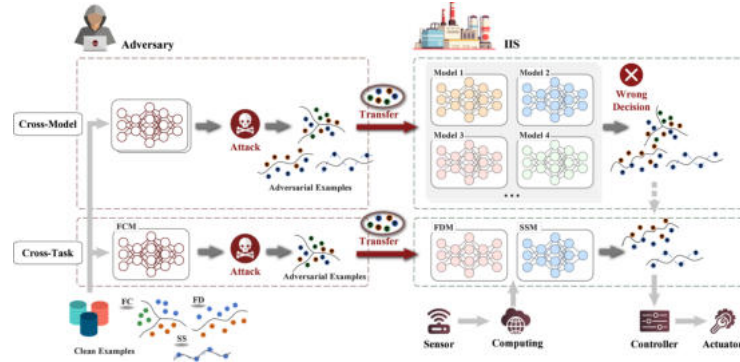 Adversary
IIS
Model 1
Model 2
Wrong
Decision
Cross-Model
Attack
Transfer
Model 3
Model 4
Adversarial Examples
...
FCM
FDM
SSM
Cross-Task
Attack
Transfer
Adversarial Examples
FC
FD
SS
Clean Examples
Sensor
Computing
Controller
Actuator